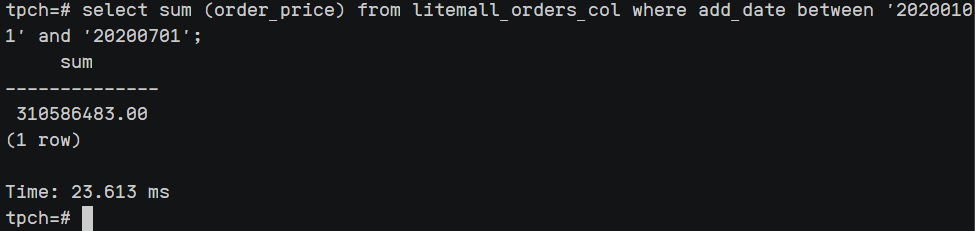 tpch=# select sum (order_price) from litemall_orders_col where add_date between '2020010
1' and '20200701';
     sum
--------------
 310586483.00
(1 row)

Time: 23.613 ms
tpch=#